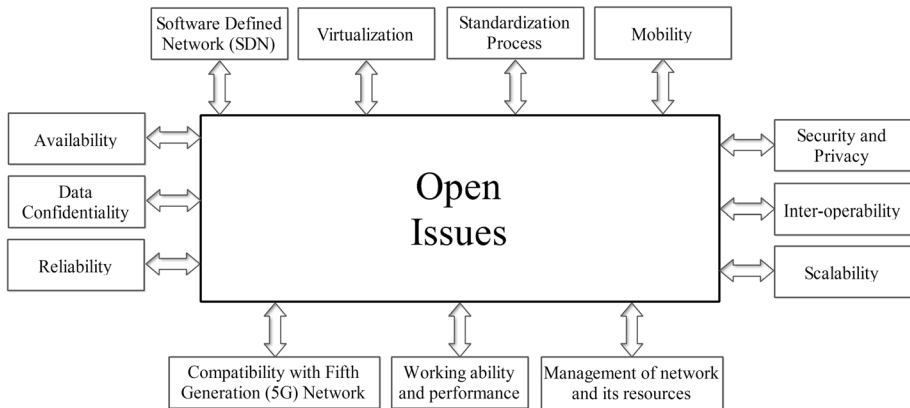 Software Defined
Network (SDN)
Virtualization
Standardization
Process
Mobility
Availability
Data
Confidentiality
Reliability
Open
Issues
Security and
Privacy
Inter-operability
Scalability
Compatibility with Fifth
Generation (5G) Network
Working ability
and performance
Management of network
and its resources